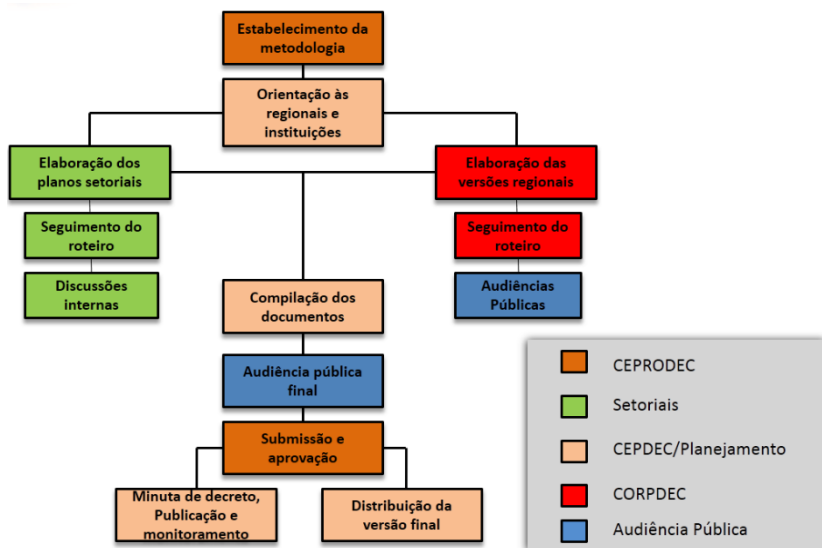 Estabelecimento da
metodologia
Orientação às
regionais e
instituições
Elaboração dos
planos setoriais
Elaboração das
versões regionais
Seguimento do
roteiro
Seguimento do
roteiro
Discussões
internas
Compilação dos
documentos
Audiências
Públicas
Audiência pública
final
Submissão e
aprovação
Minuta de decreto,
Publicação e
monitoramento
Distribuição da
versão final
CEPRODEC
Setoriais
CEPDEC/Planejamento
CORPDEC
Audiência Pública